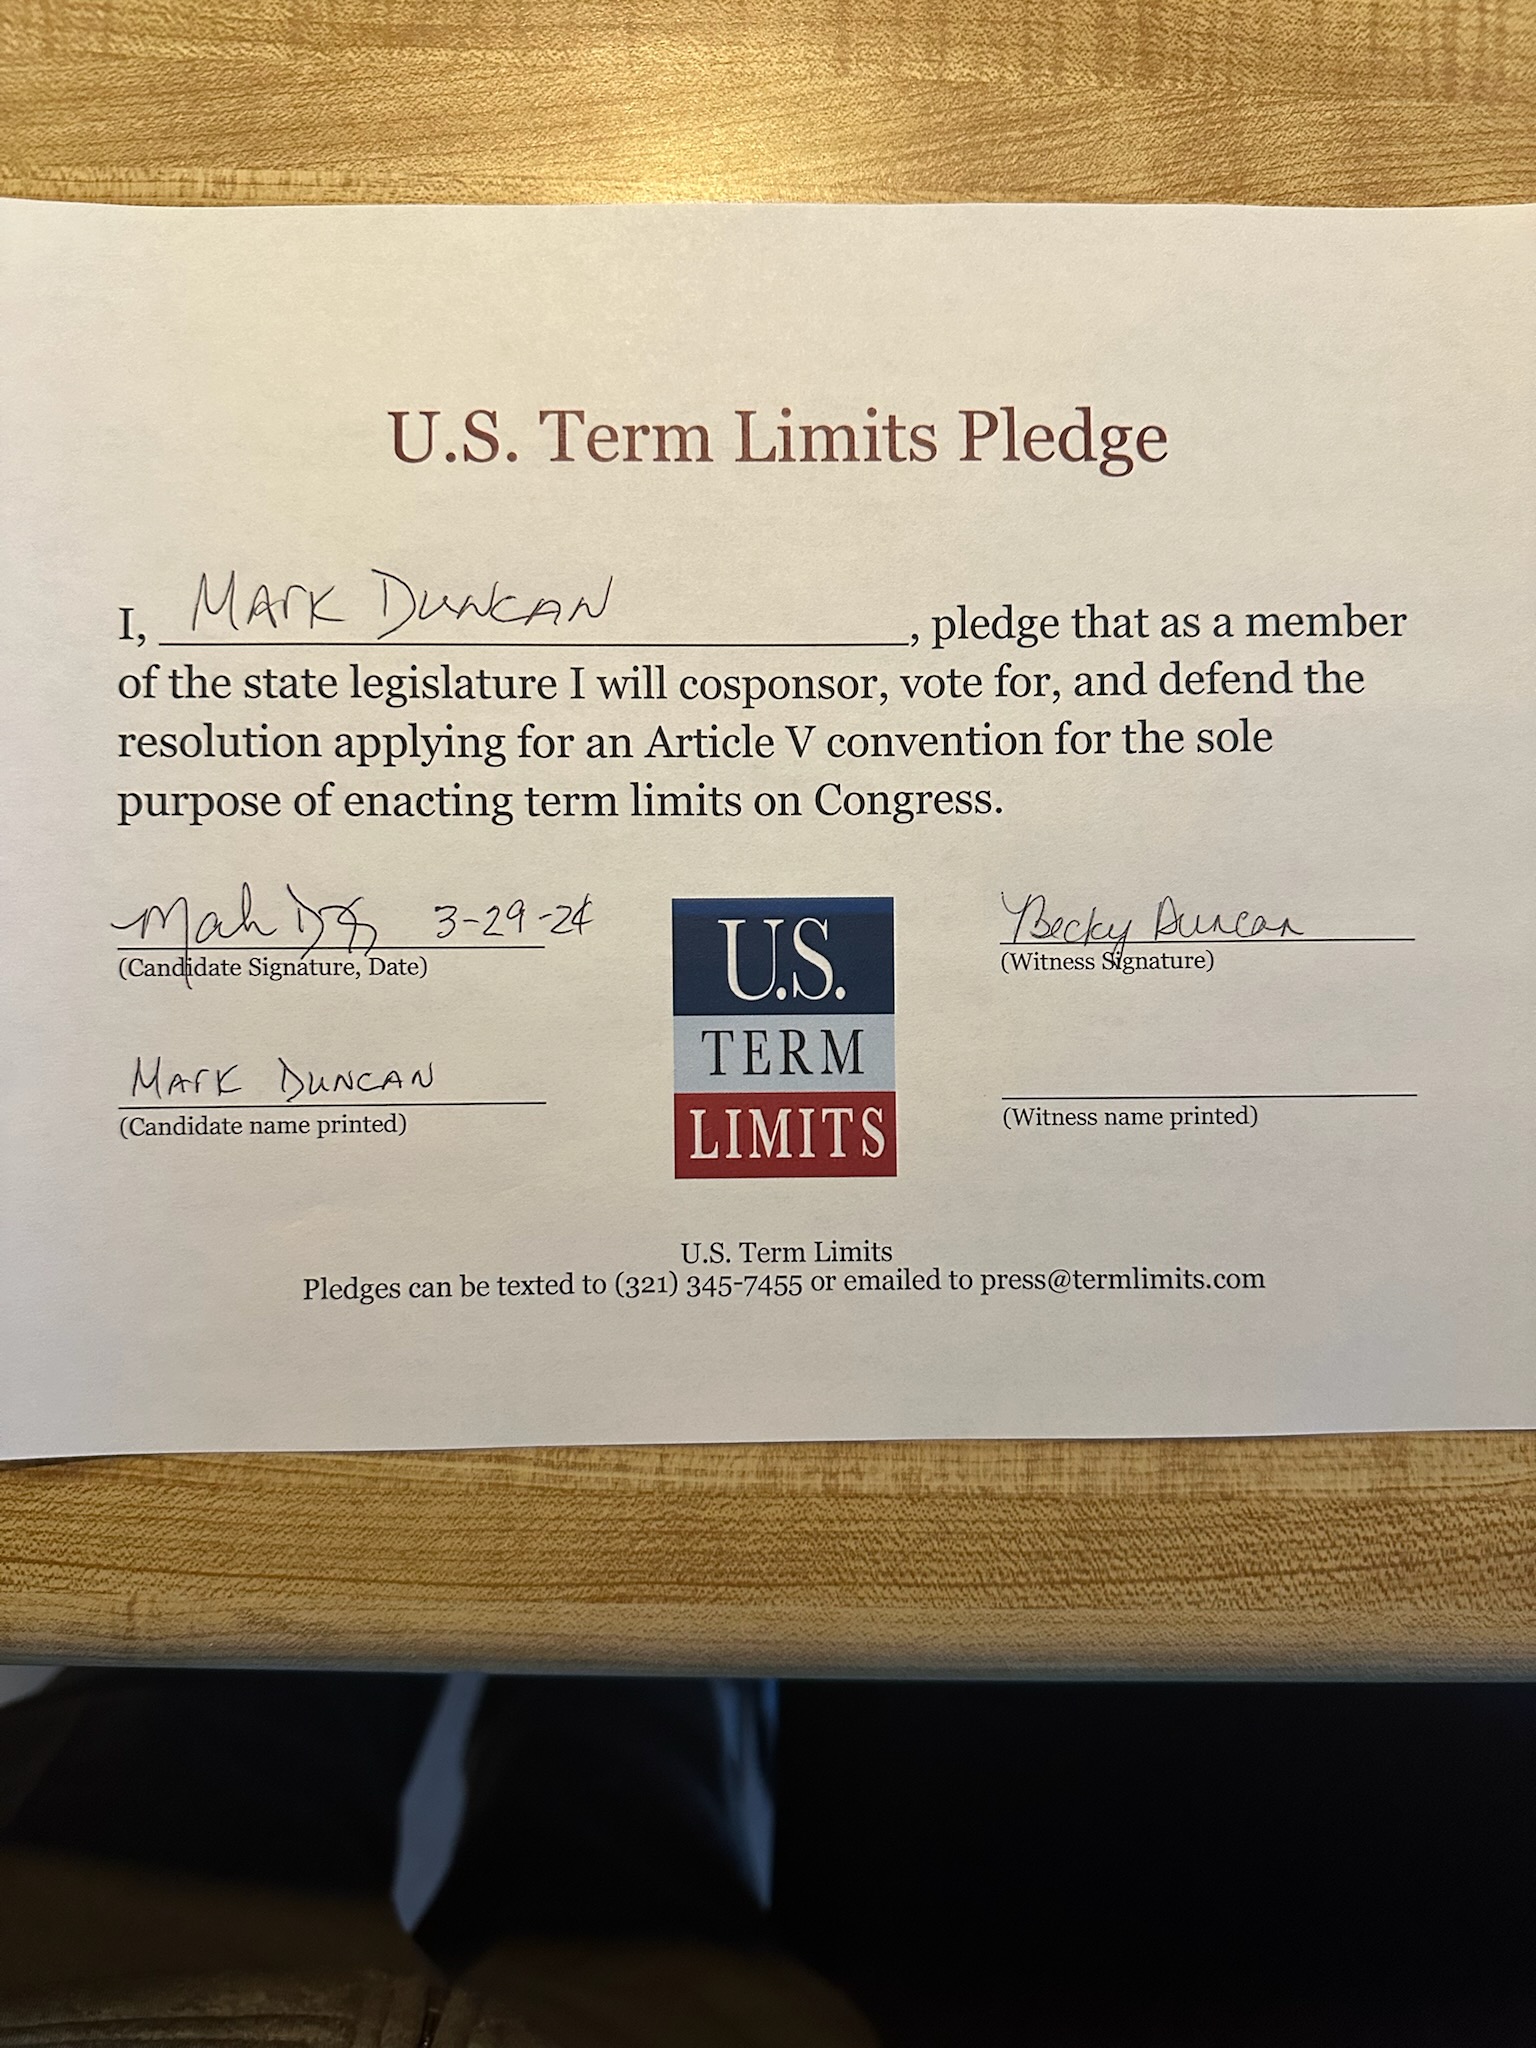 U.S. Term Limits Pledge
I, MARK DUNCAN, pledge that as a member
of the state legislature I will cosponsor, vote for, and defend the
resolution applying for an Article V convention for the sole
purpose of enacting term limits on Congress.
3-29-24
(Candidate Signature, Date)
MARK DUNCAN
(Candidate name printed)
U.S.
TERM
LIMITS
Becky Duncan
(Witness Signature)
(Witness name printed)
U.S. Term Limits
Pledges can be texted to (321) 345-7455 or emailed to press@termlimits.com